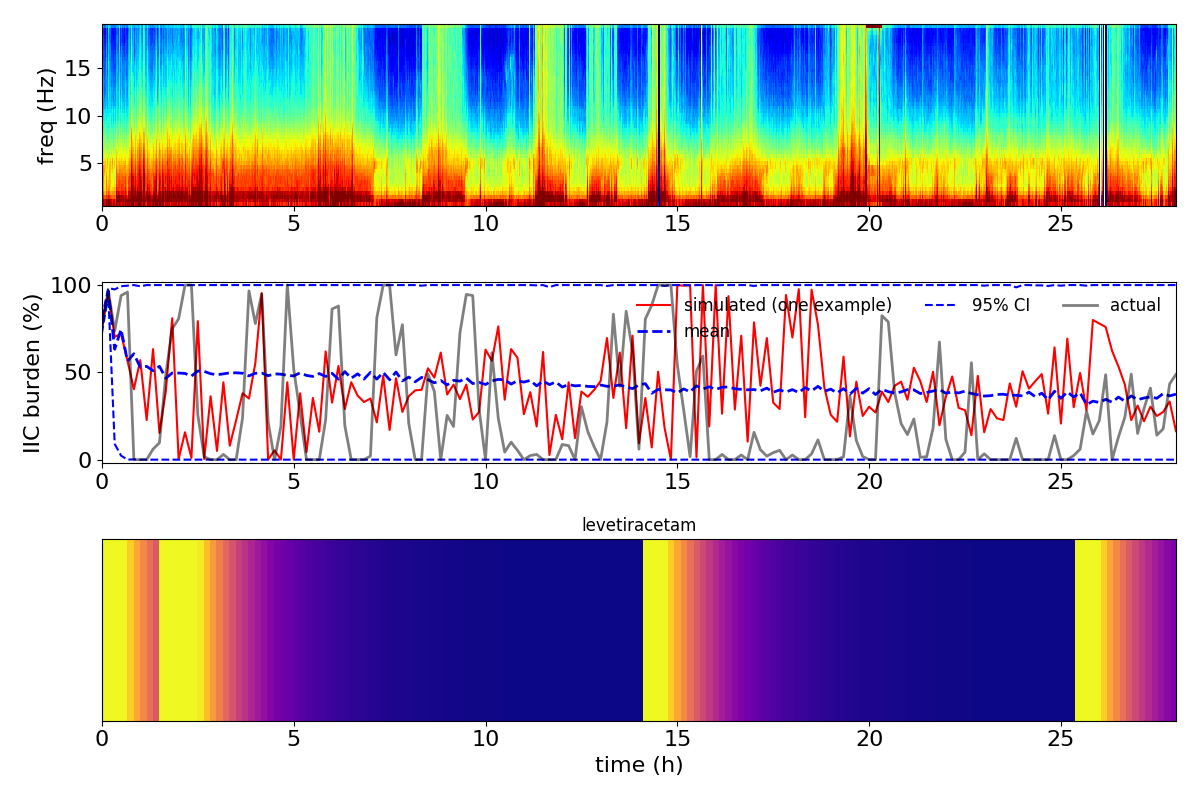 freq (Hz)
15
10
5
0 5 10 15 20 25
IIC burden (%)
100
50
0
simulated (one example)
mean
95% CI
actual
0 5 10 15 20 25
levetiracetam
0 5 10 15 20 25
time (h)